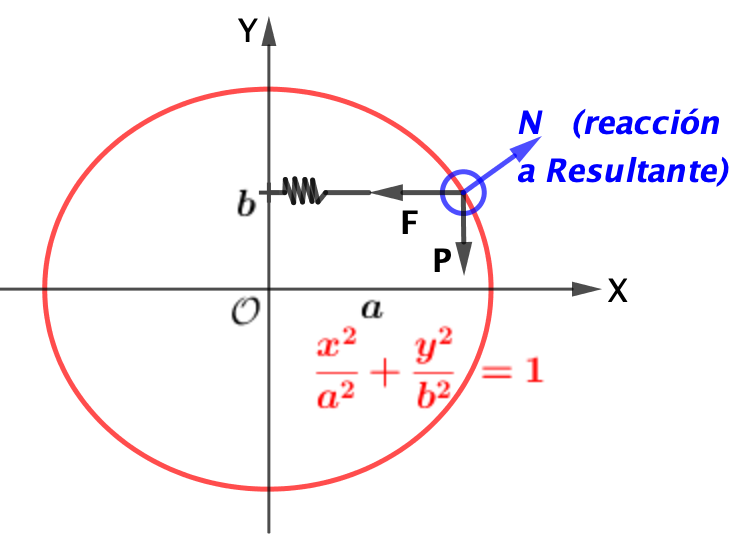 Y
N (reacción
a Resultante)
b
F
P
O
a
X
x²/a² + y²/b² = 1